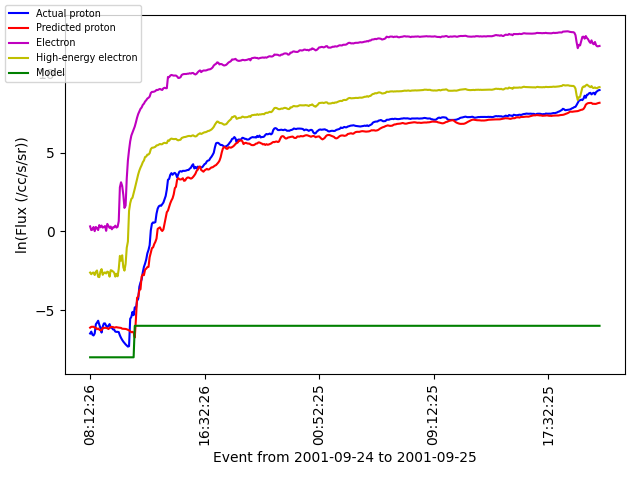 Actual proton
Predicted proton
Electron
High-energy electron
Model
5
0
−5
ln(Flux (/cc/s/sr))
08:12:26
16:32:26
00:52:25
09:12:25
17:32:25
Event from 2001-09-24 to 2001-09-25